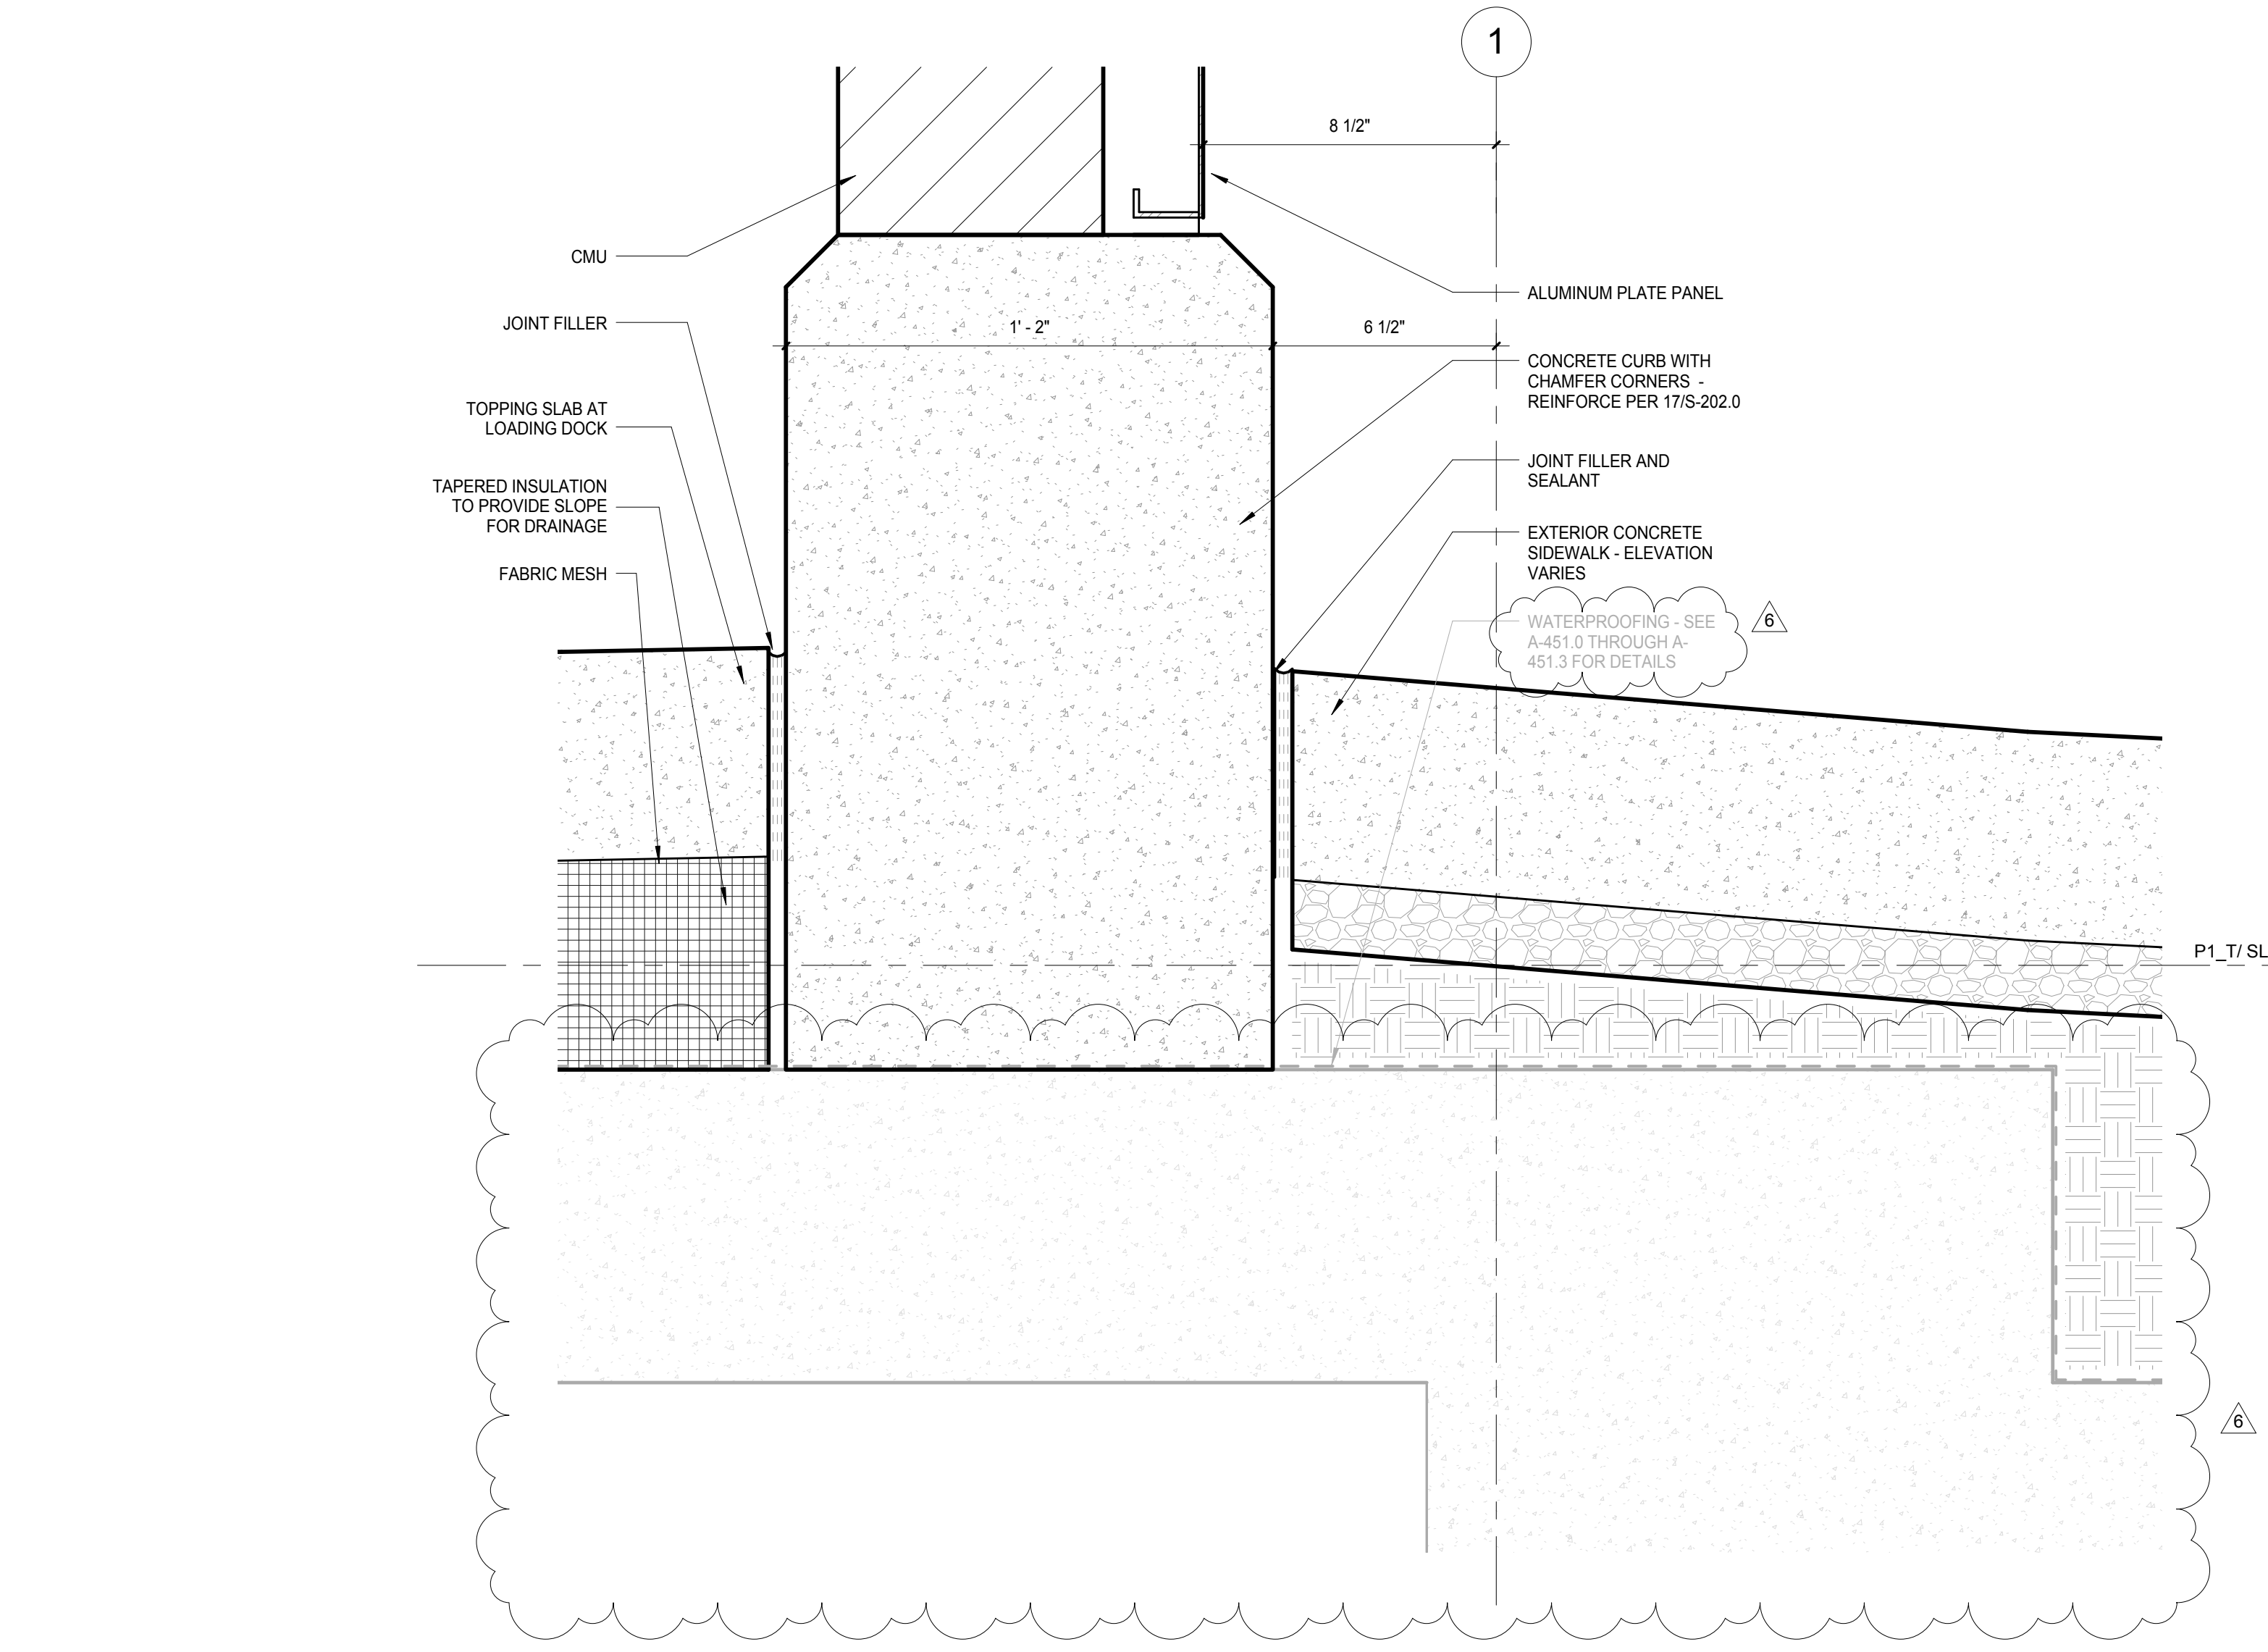 1
8 1/2"
CMU
ALUMINUM PLATE PANEL
JOINT FILLER
1' - 2"
6 1/2"
CONCRETE CURB WITH
CHAMFER CORNERS -
REINFORCE PER 17/S-202.0
TOPPING SLAB AT
LOADING DOCK
JOINT FILLER AND
SEALANT
TAPERED INSULATION
TO PROVIDE SLOPE
FOR DRAINAGE
EXTERIOR CONCRETE
SIDEWALK - ELEVATION
VARIES
FABRIC MESH
WATERPROOFING - SEE
A-451.0 THROUGH A-
451.3 FOR DETAILS
6
P1_T/ SL
6